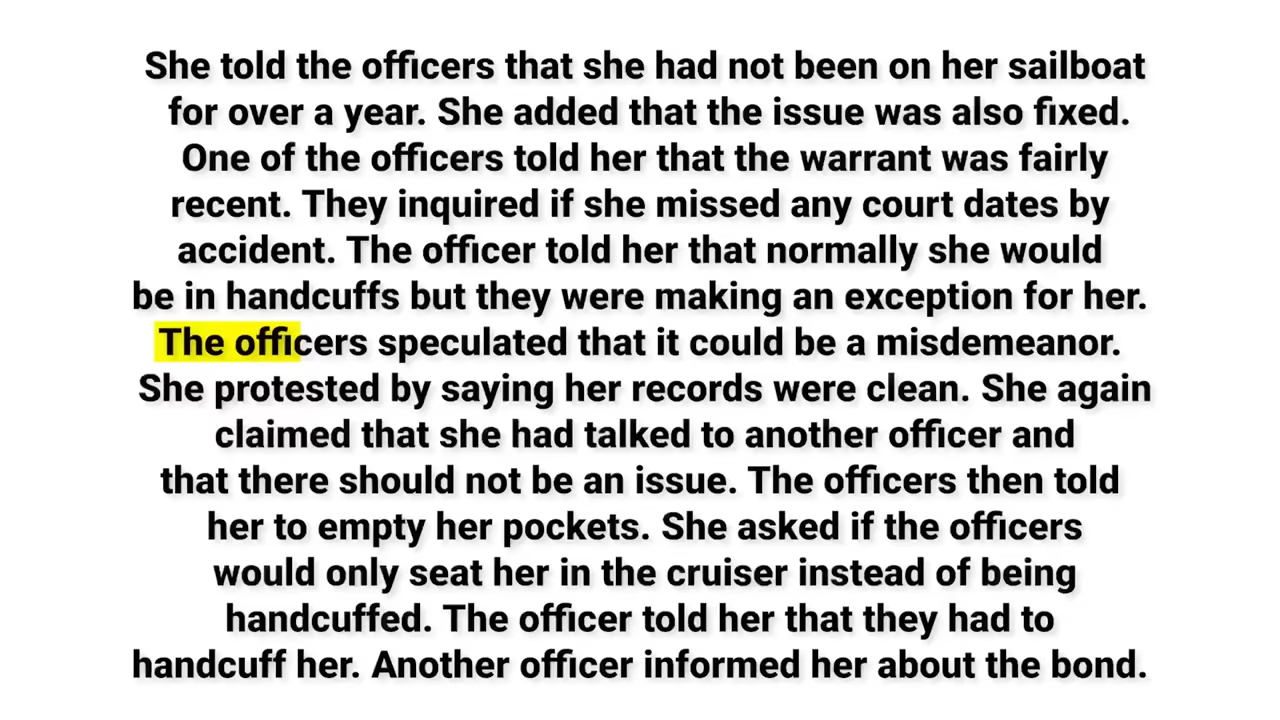 She told the officers that she had not been on her sailboat
for over a year. She added that the issue was also fixed.
One of the officers told her that the warrant was fairly
recent. They inquired if she missed any court dates by
accident. The officer told her that normally she would
be in handcuffs but they were making an exception for her.
The officers speculated that it could be a misdemeanor.
She protested by saying her records were clean. She again
claimed that she had talked to another officer and
that there should not be an issue. The officers then told
her to empty her pockets. She asked if the officers
would only seat her in the cruiser instead of being
handcuffed. The officer told her that they had to
handcuff her. Another officer informed her about the bond.